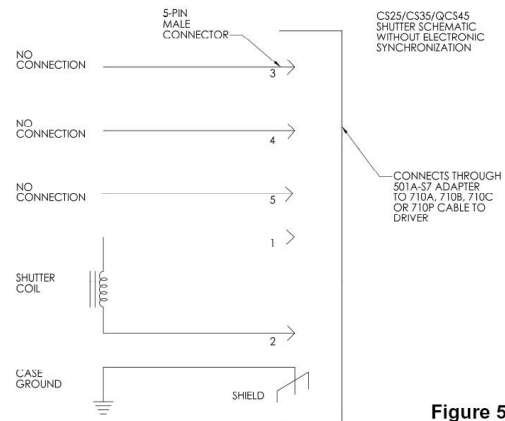 5-PIN
MALE
CONNECTOR
CS25/CS35/QCS45
SHUTTER SCHEMATIC
WITHOUT ELECTRONIC
SYNCHRONIZATION
NO
CONNECTION
3
NO
CONNECTION
4
CONNECTS THROUGH
501A-S7 ADAPTER
TO 710A, 710B, 710C
OR 710P CABLE TO
DRIVER
NO
CONNECTION
5
1
SHUTTER
COIL
2
CASE
GROUND
SHIELD
Figure 5